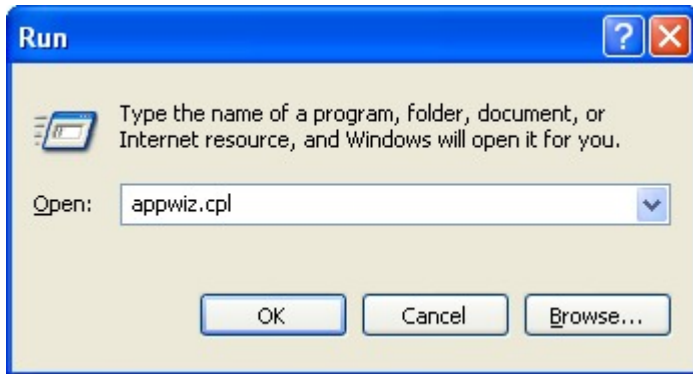 Run
Type the name of a program, folder, document, or
Internet resource, and Windows will open it for you.
Open: appwiz.cpl
OK Cancel Browse...